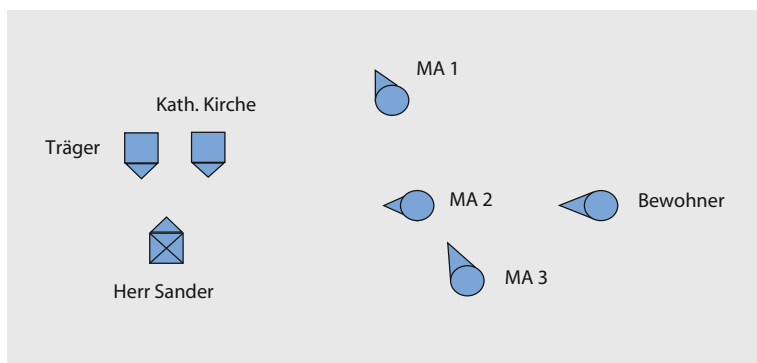 MA 1
Kath. Kirche
Träger
MA 2
Bewohner
MA 3
Herr Sander